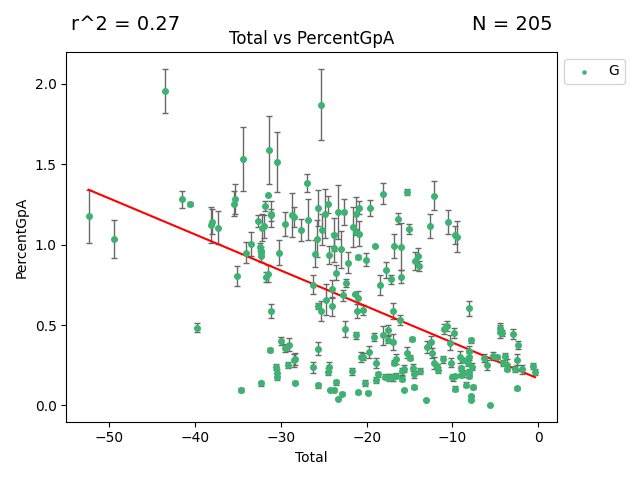 r^2 = 0.27 N = 205
Total vs PercentGpA
G
PercentGpA
2.0
1.5
1.0
0.5
0.0
−50 −40 −30 −20 −10 0
Total